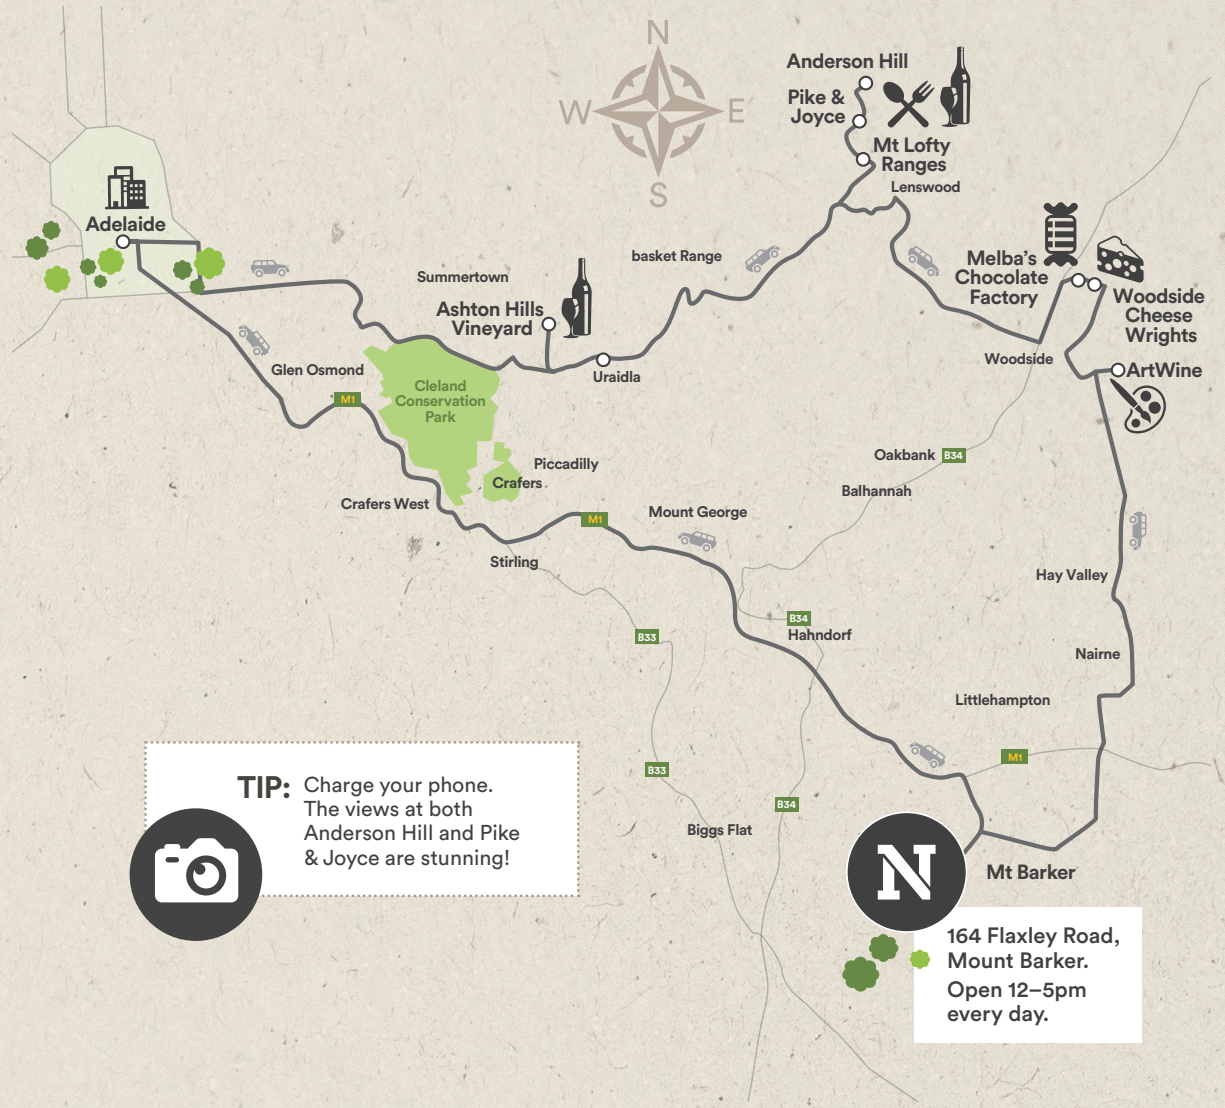 N
Anderson Hill
W
E
Pike &
Joyce
Mt Lofty
Ranges
S
Lenswood
Adelaide
basket Range
Melba's
Chocolate
Factory
Summertown
Ashton Hills
Vineyard
Woodside
Cheese
Wrights
Woodside
Glen Osmond
Uraidla
ArtWine
Cleland
Conservation
Park
M1
Oakbank
B34
Piccadilly
Crafers
Balhannah
Crafers West
Mount George
M1
Stirling
Hay Valley
B34
B33
Hahndorf
Nairne
Littlehampton
M1
B33
TIP:
Charge your phone.
The views at both
Anderson Hill and Pike
& Joyce are stunning!
B34
Biggs Flat
N
Mt Barker
164 Flaxley Road,
Mount Barker.
Open 12–5pm
every day.